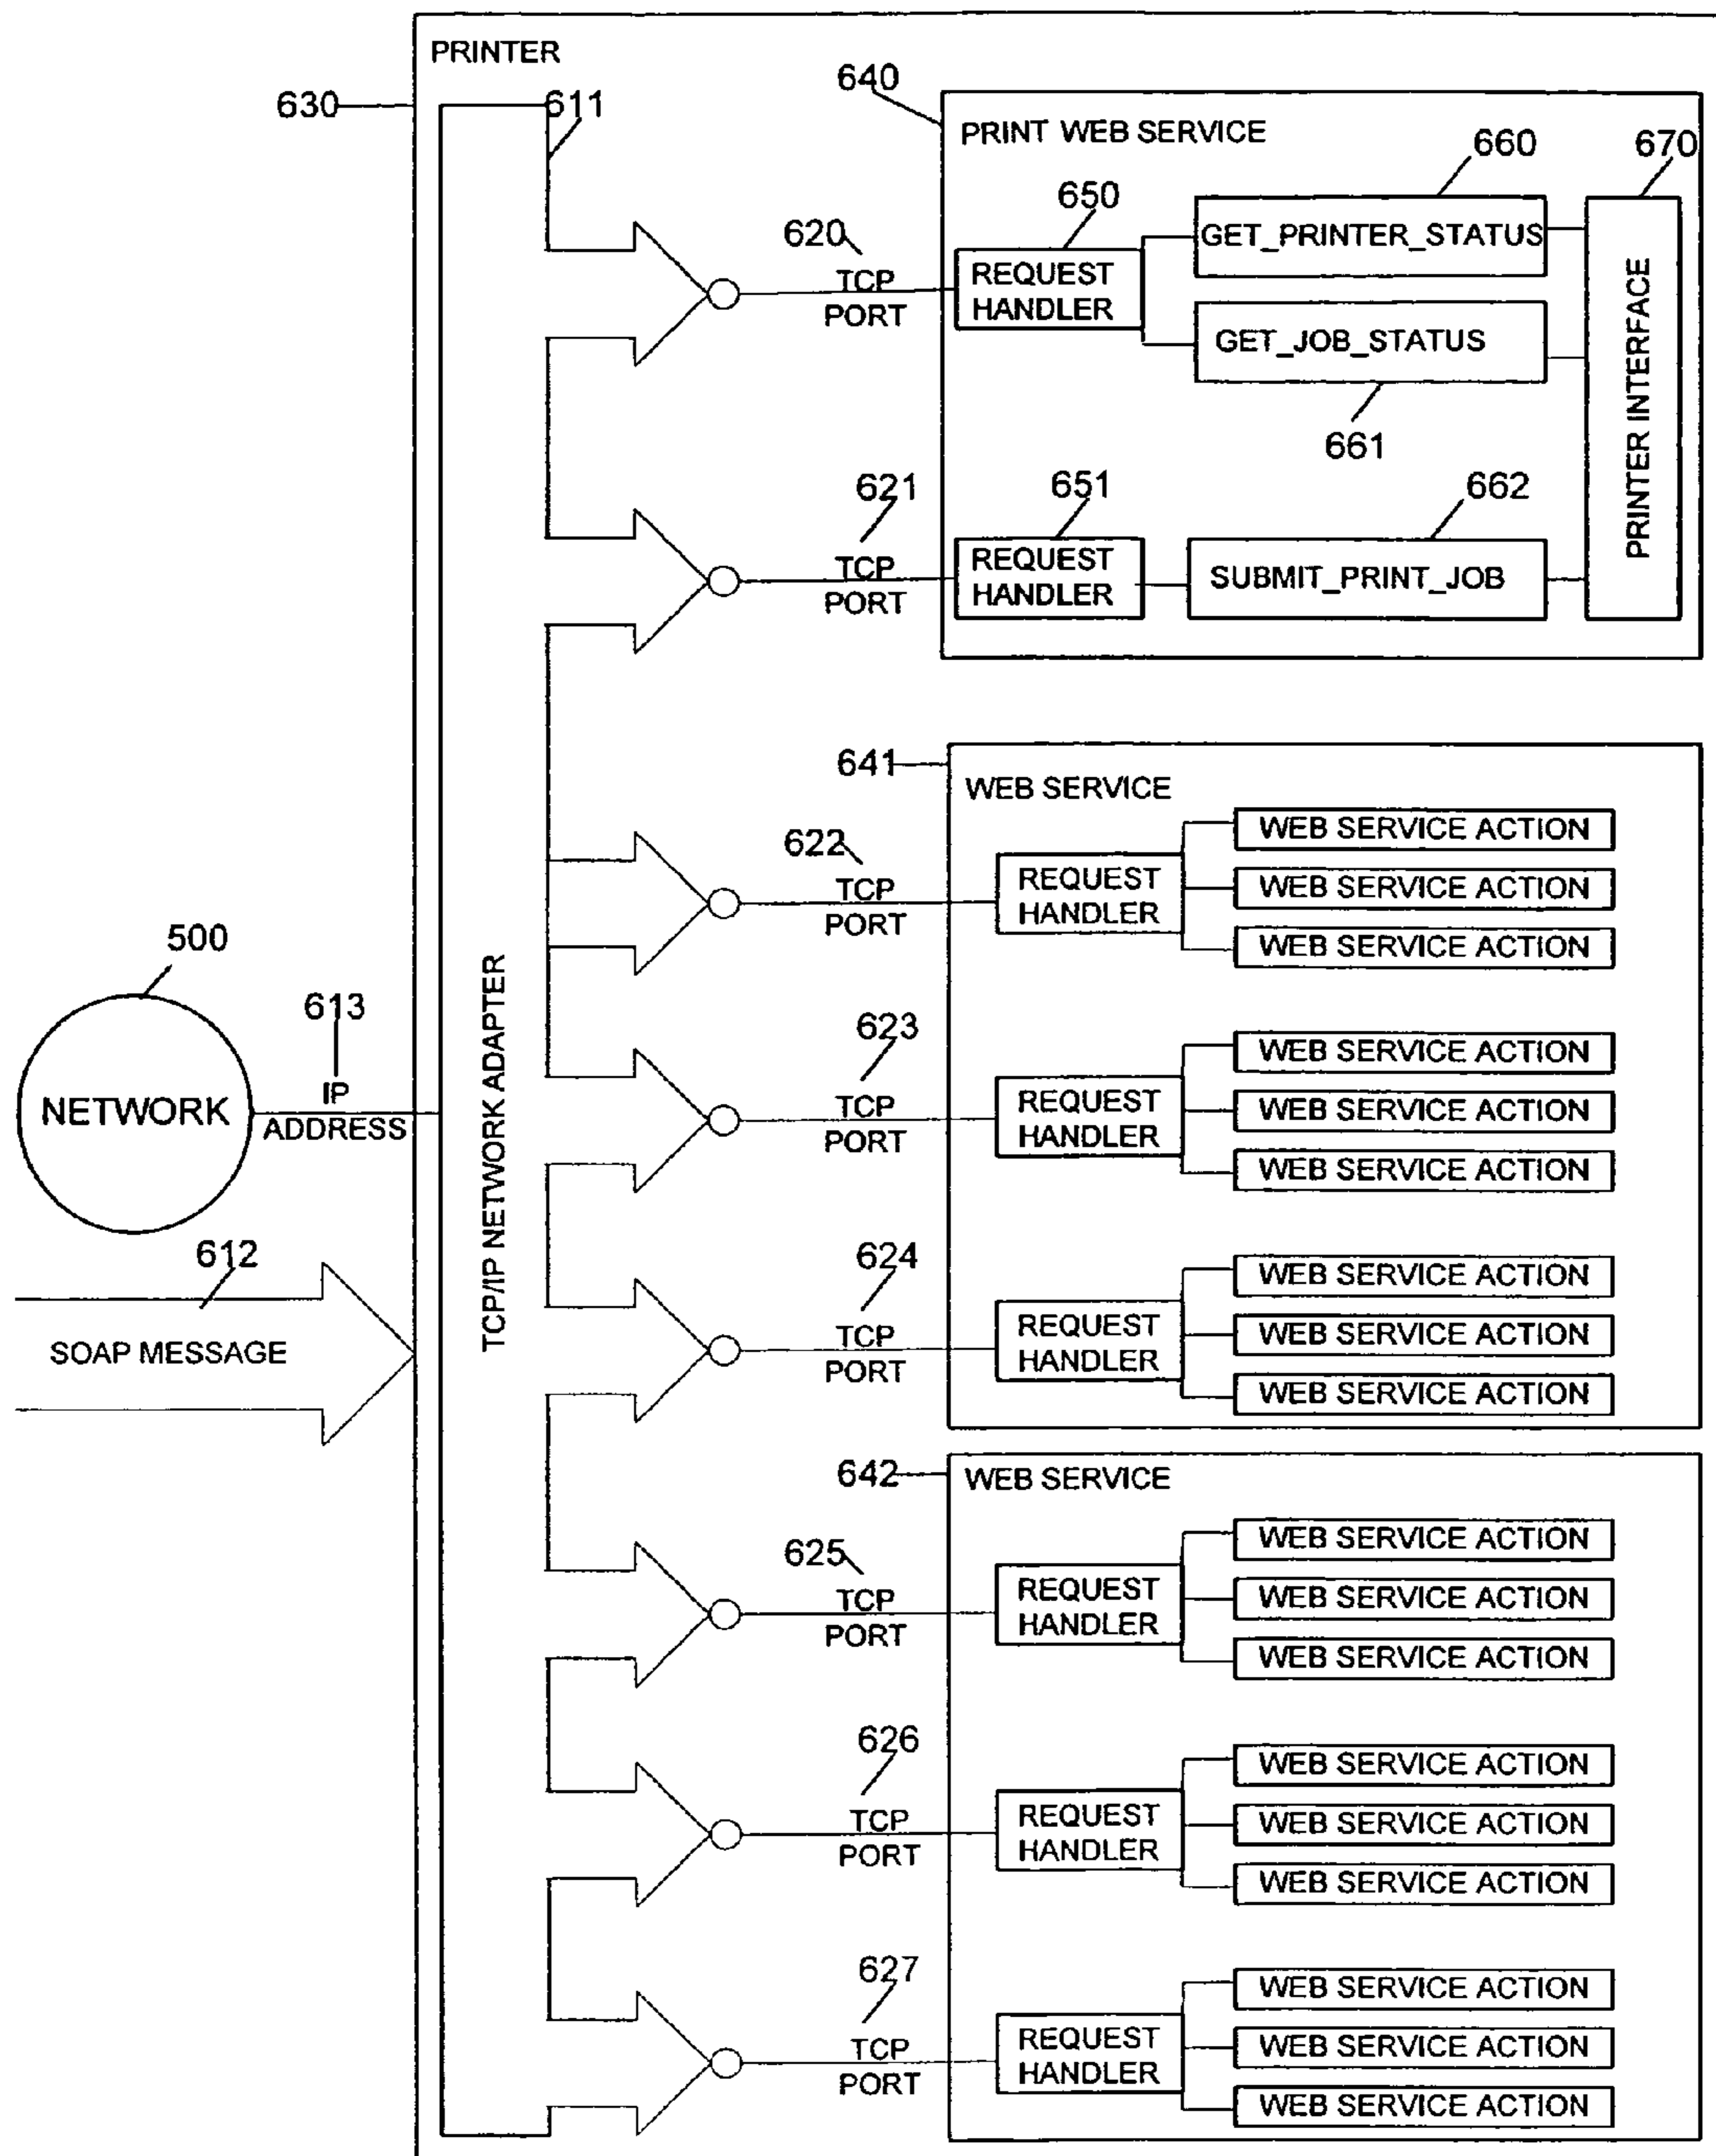 PRINTER
630
611
640
PRINT WEB SERVICE
660
670
650
620
GET_PRINTER_STATUS
TCP
PORT
REQUEST
HANDLER
GET_JOB_STATUS
661
PRINTER INTERFACE
621
651
662
TCP
PORT
REQUEST
HANDLER
SUBMIT_PRINT_JOB
641
WEB SERVICE
622
TCP
PORT
REQUEST
HANDLER
WEB SERVICE ACTION
WEB SERVICE ACTION
WEB SERVICE ACTION
500
NETWORK
613
IP
ADDRESS
TCP/IP NETWORK ADAPTER
623
TCP
PORT
REQUEST
HANDLER
WEB SERVICE ACTION
WEB SERVICE ACTION
WEB SERVICE ACTION
612
SOAP MESSAGE
624
TCP
PORT
REQUEST
HANDLER
WEB SERVICE ACTION
WEB SERVICE ACTION
WEB SERVICE ACTION
642
WEB SERVICE
625
TCP
PORT
REQUEST
HANDLER
WEB SERVICE ACTION
WEB SERVICE ACTION
WEB SERVICE ACTION
626
TCP
PORT
REQUEST
HANDLER
WEB SERVICE ACTION
WEB SERVICE ACTION
WEB SERVICE ACTION
627
TCP
PORT
REQUEST
HANDLER
WEB SERVICE ACTION
WEB SERVICE ACTION
WEB SERVICE ACTION